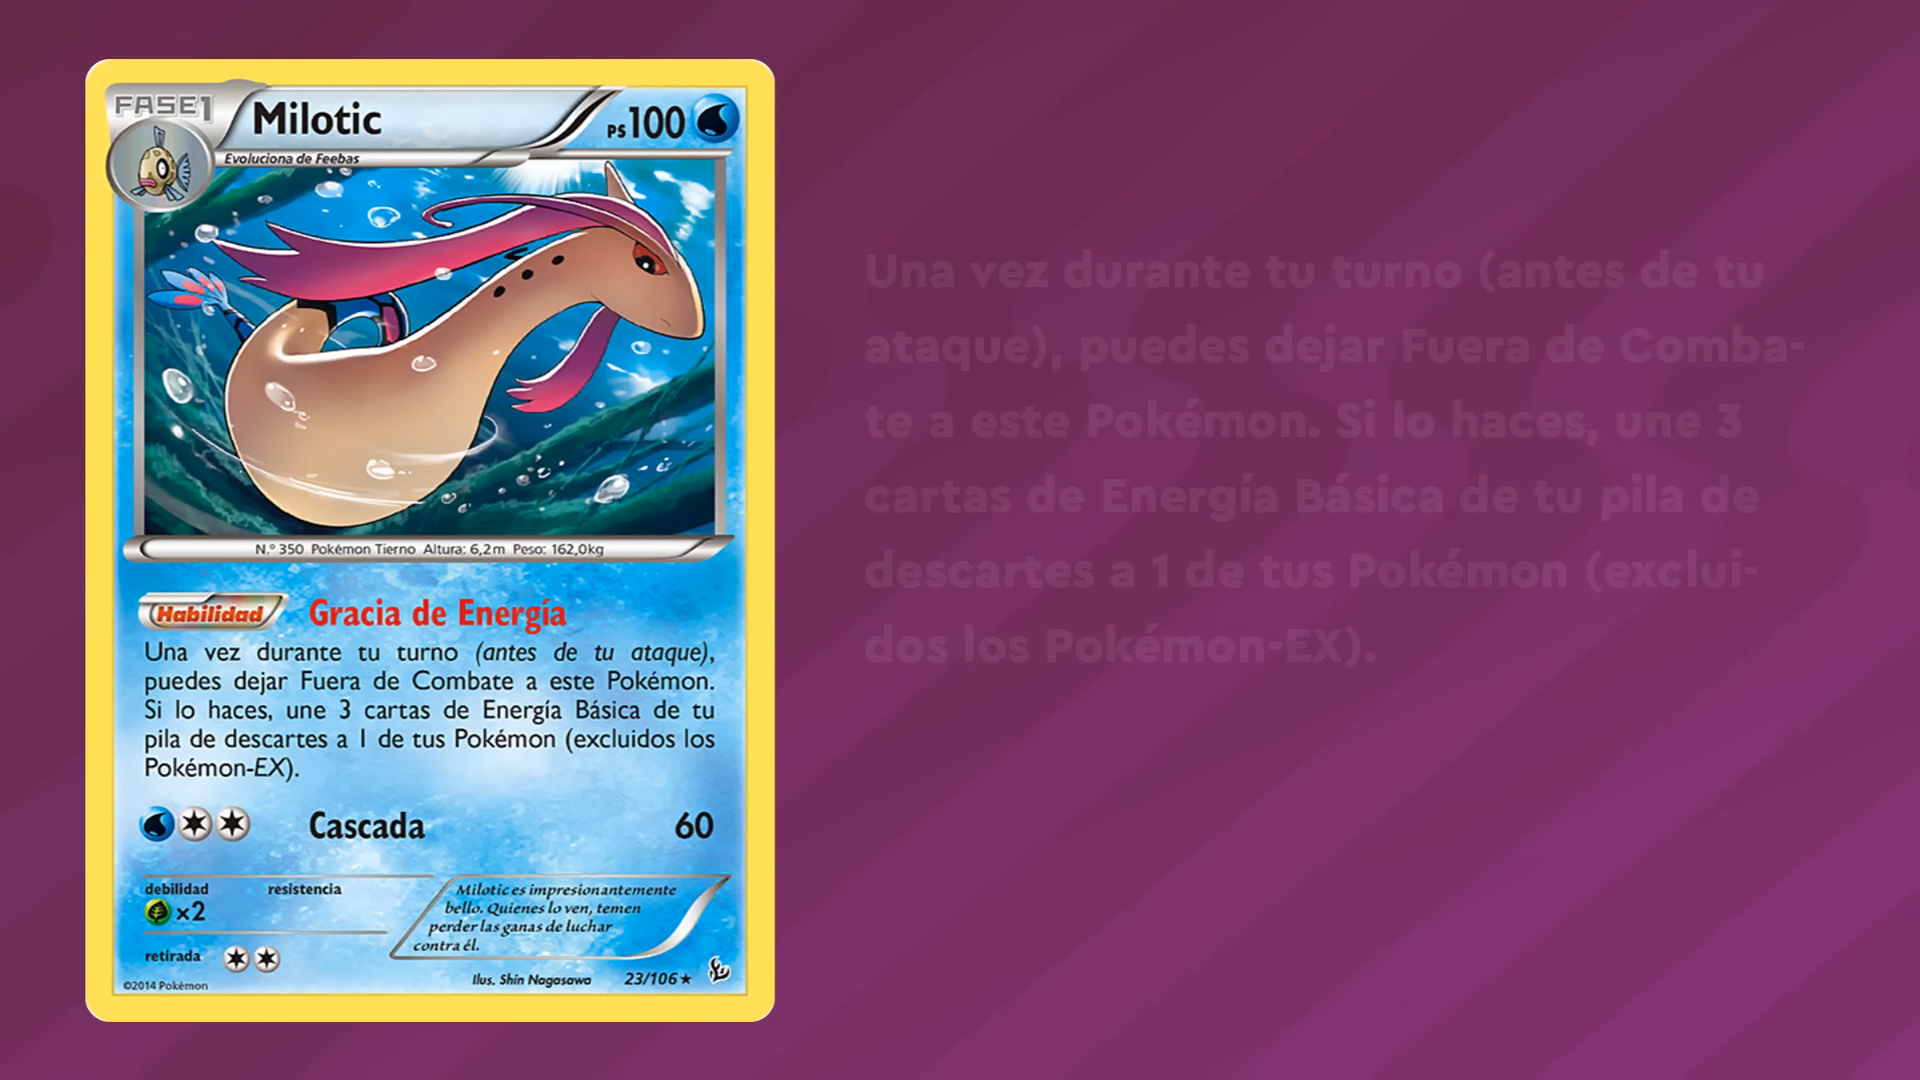 FASE1
Milotic
PS100
Evoluciona de Feebas
N.º 350 Pokémon Tierno Altura: 6,2m Peso: 162,0kg
Habilidad Gracia de Energía
Una vez durante tu turno (antes de tu ataque),
puedes dejar Fuera de Combate a este Pokémon.
Si lo haces, une 3 cartas de Energía Básica de tu
pila de descartes a 1 de tus Pokémon (excluidos los
Pokémon-EX).
Cascada 60
debilidad resistencia
x2
retirada
Milotic es impresionantemente
bello. Quienes lo ven, temen
perder las ganas de luchar
contra él.
©2014 Pokémon
Ilus. Shin Nagasawa
23/106
Una vez durante tu turno (antes de tu
ataque), puedes dejar Fuera de Comba-
te a este Pokémon. Si lo haces, une 3
cartas de Energía Básica de tu pila de
descartes a 1 de tus Pokémon (exclui-
dos los Pokémon-EX).